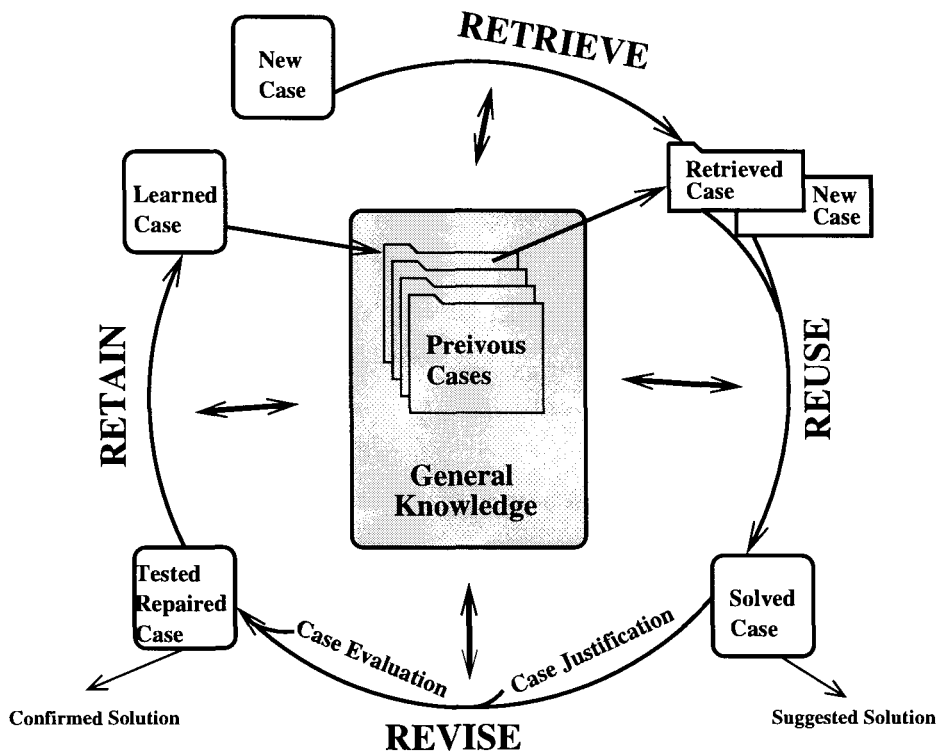 RETRIEVE
New
Case
Retrieved
Case
New
Case
Learned
Case
Preivous
Cases
General
Knowledge
RETAIN
REUSE
Tested
Repaired
Case
Solved
Case
Case Evaluation
Case Justification
Confirmed Solution
Suggested Solution
REVISE